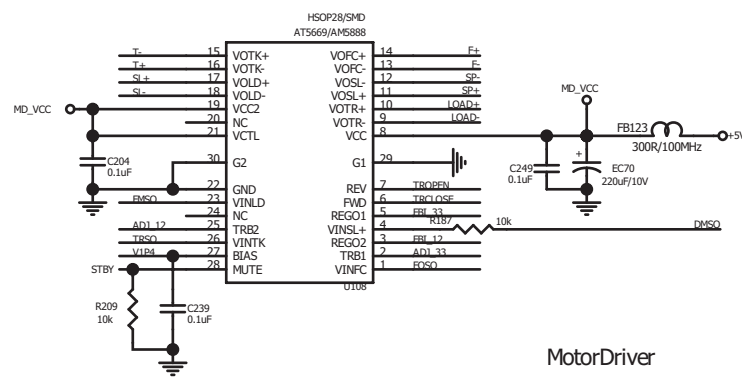 HSOP28/SMD
AT5669/AM5888
T- 15 VOTK+ VOFC+ 14 F+
T+ 16 VOTK- VOFC- 13 F-
SL+ 17 VOLD+ VOSL- 12 SP-
SL- 18 VOLD- VOSL+ 11 SP+
MD_VCC 19 VCC2 VOTR+ 10 LOAD+
20 NC VOTR- 9 LOAD-
21 VCTL VCC 8
MD_VCC
FB123
+5V
300R/100MHz
C204
0.1uF
30 G2 G1 29
C249
0.1uF
+
EC70
220uF/10V
22 GND REV 7 TROPEN
FMSO 23 VINLD FWD 6 TRCLOSE
24 NC REGO1 5 FB1_33
ADJ_12 25 TRB2 VINSL+ 4 R187 10k DMSO
TRSO 26 VINTK REGO2 3 FB1_12
V1P4 27 BIAS TRB1 2 ADJ_33
STBY 28 MUTE VINFC 1 FOSO
U108
R209
10k
C239
0.1uF
MotorDriver